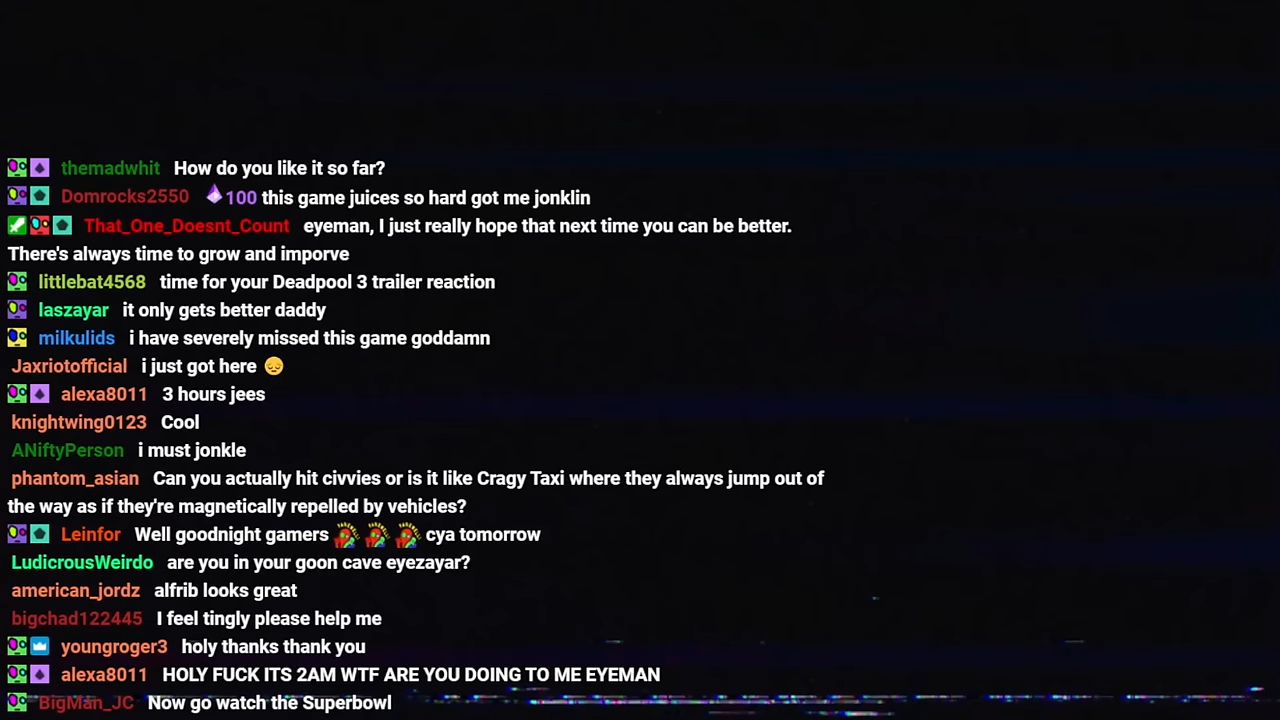 themadwhit How do you like it so far?
Domrocks2550 100 this game juices so hard got me jonklin
That_One_Doesnt_Count eyeman, I just really hope that next time you can be better.
There's always time to grow and imporve
littlebat4568 time for your Deadpool 3 trailer reaction
laszayar it only gets better daddy
milkulids i have severely missed this game goddamn
Jaxriotofficial i just got here 😔
alexa8011 3 hours jees
knightwing0123 Cool
ANiftyPerson i must jonkle
phantom_asian Can you actually hit civvies or is it like Cragy Taxi where they always jump out of
the way as if they're magnetically repelled by vehicles?
Leinfor Well goodnight gamers cya tomorrow
LudicrousWeirdo are you in your goon cave eyezayar?
american_jordz alfrib looks great
bigchad122445 I feel tingly please help me
youngroger3 holy thanks thank you
alexa8011 HOLY FUCK ITS 2AM WTF ARE YOU DOING TO ME EYEMAN
BigMan_JC Now go watch the Superbowl